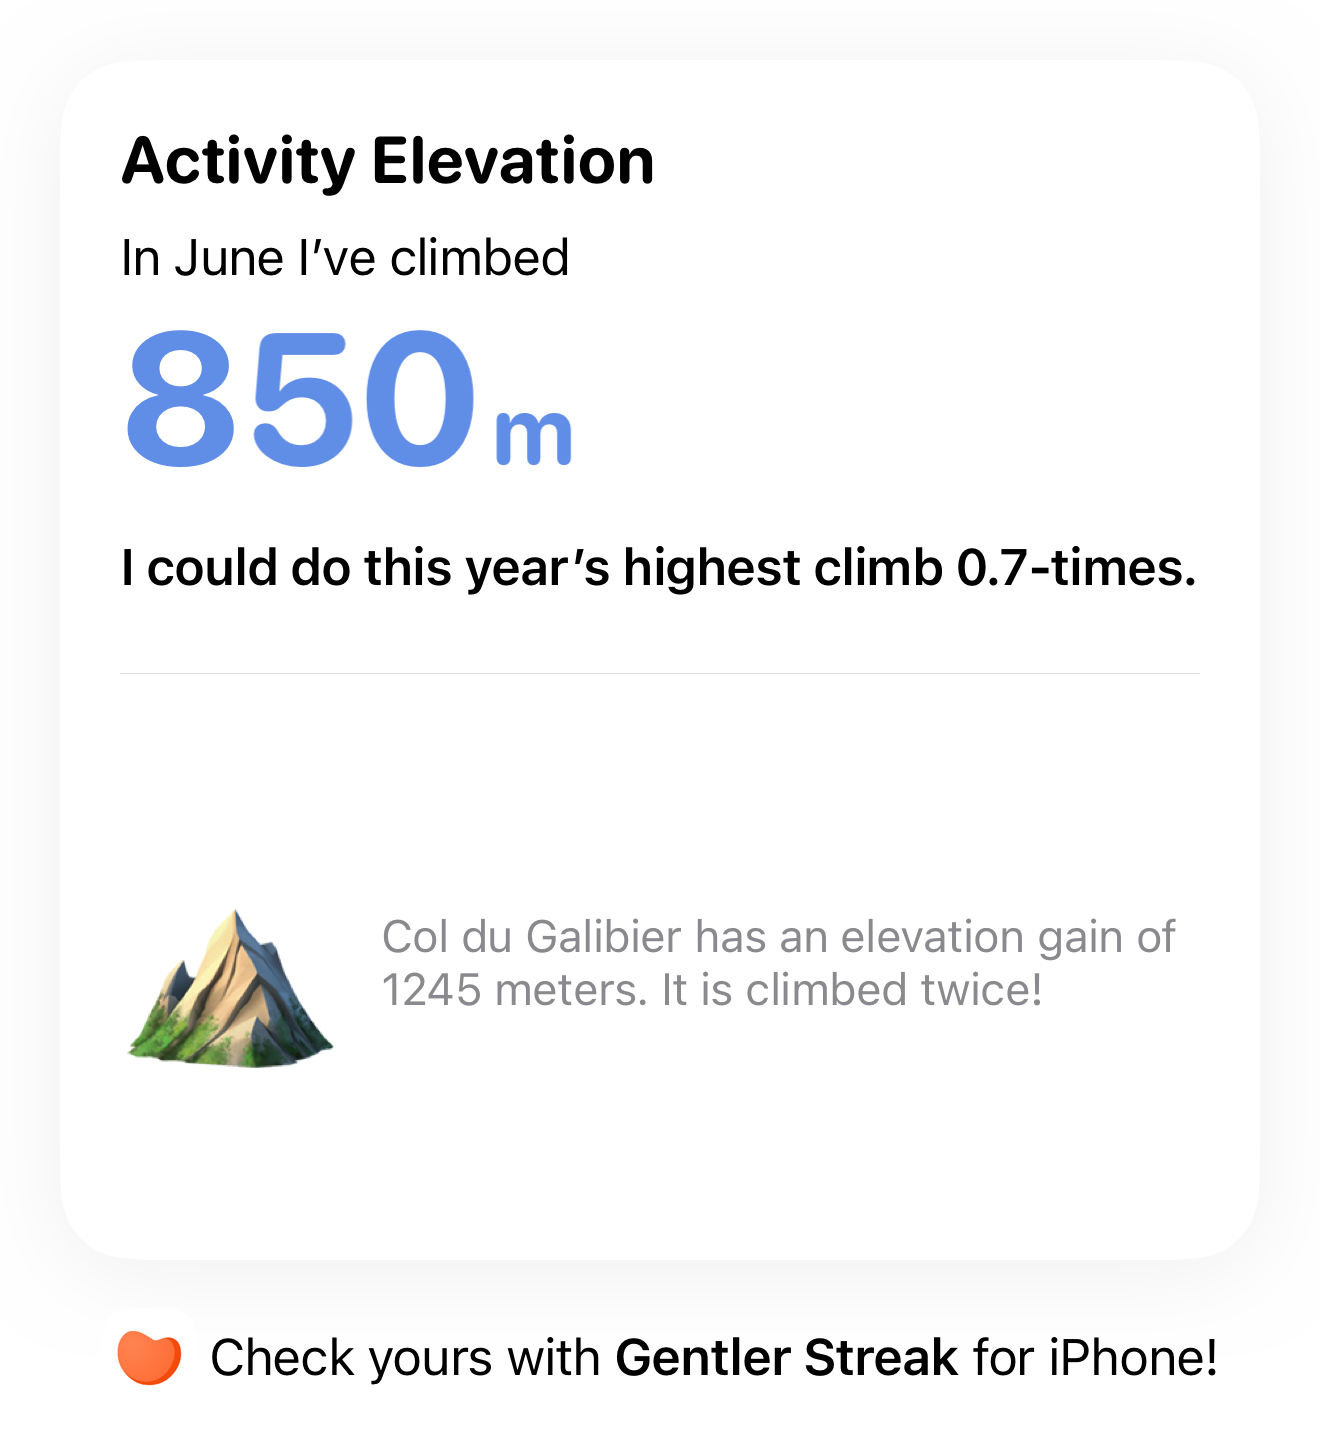 Activity Elevation
In June I’ve climbed
850 m
I could do this year’s highest climb 0.7-times.
Col du Galibier has an elevation gain of
1245 meters. It is climbed twice!
Check yours with Gentler Streak for iPhone!